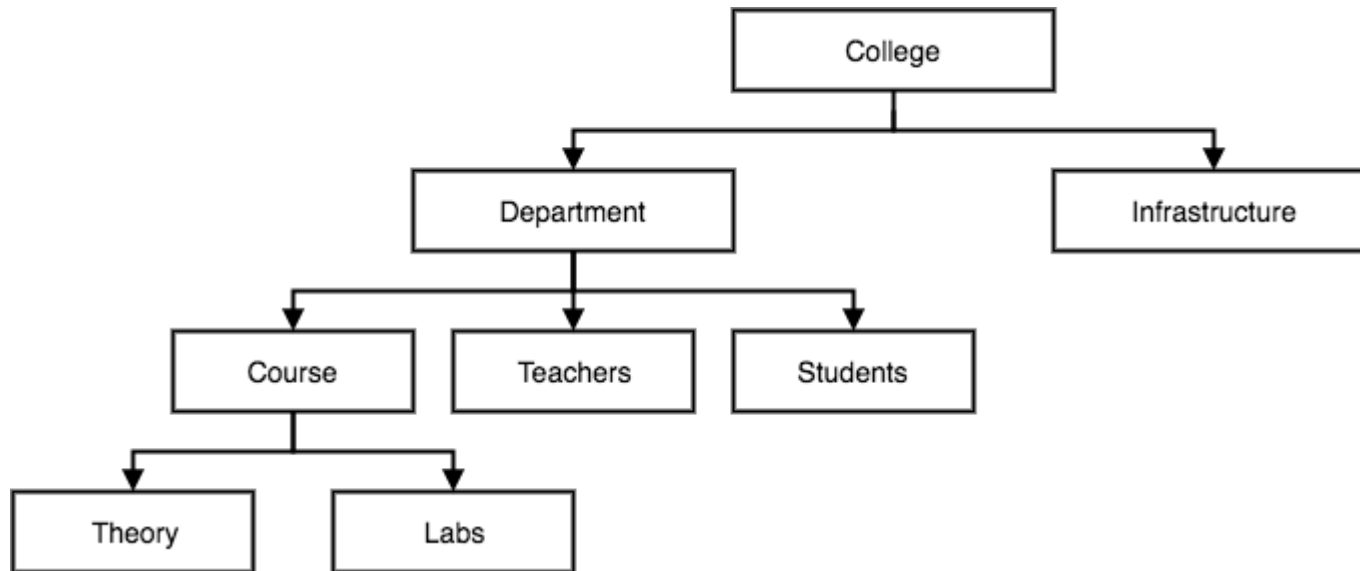 College
Department
Infrastructure
Course
Teachers
Students
Theory
Labs